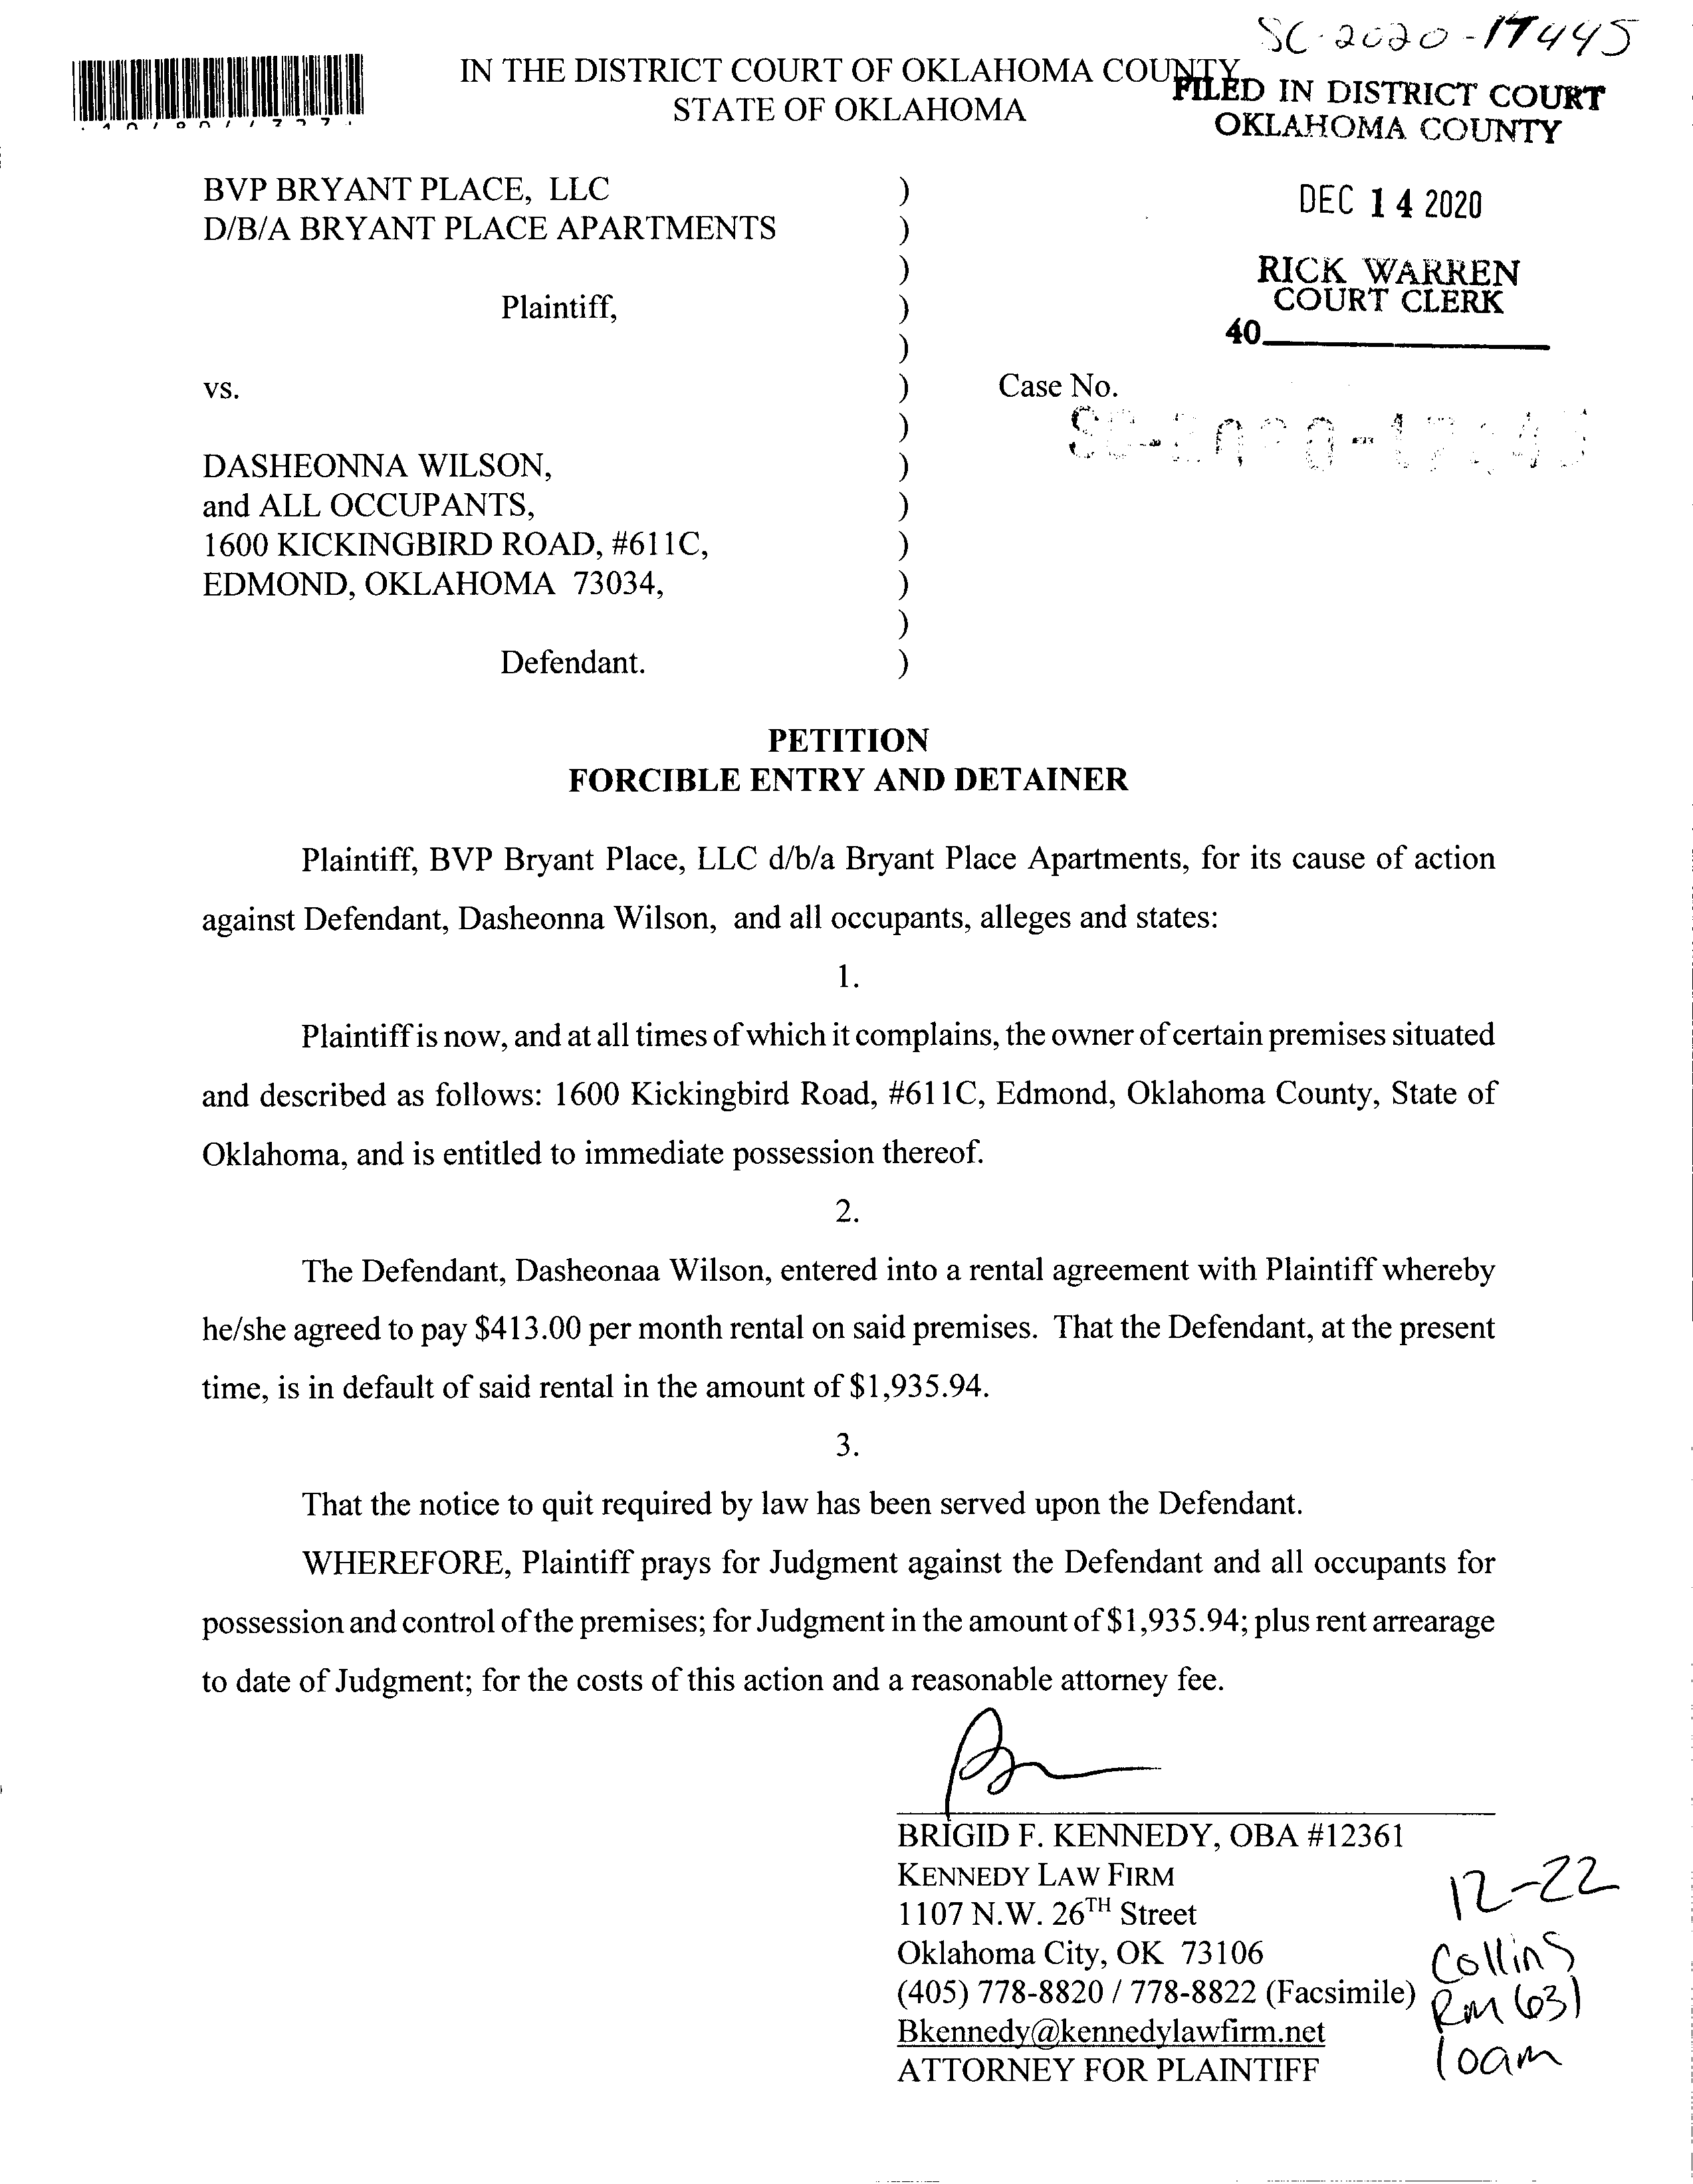 SC-2020-17445
IN THE DISTRICT COURT OF OKLAHOMA COUNTY
STATE OF OKLAHOMA
FILED IN DISTRICT COURT
OKLAHOMA COUNTY
DEC 14 2020
RICK WARREN
COURT CLERK
40
BVP BRYANT PLACE, LLC )
D/B/A BRYANT PLACE APARTMENTS )
)
Plaintiff, )
)
vs. ) Case No.
)
DASHEONNA WILSON, )
and ALL OCCUPANTS, )
1600 KICKINGBIRD ROAD, #611C, )
EDMOND, OKLAHOMA 73034, )
)
Defendant. )
PETITION
FORCIBLE ENTRY AND DETAINER
Plaintiff, BVP Bryant Place, LLC d/b/a Bryant Place Apartments, for its cause of action
against Defendant, Dasheonna Wilson, and all occupants, alleges and states:
1.
Plaintiff is now, and at all times of which it complains, the owner of certain premises situated
and described as follows: 1600 Kickingbird Road, #611C, Edmond, Oklahoma County, State of
Oklahoma, and is entitled to immediate possession thereof.
2.
The Defendant, Dasheonaa Wilson, entered into a rental agreement with Plaintiff whereby
he/she agreed to pay $413.00 per month rental on said premises. That the Defendant, at the present
time, is in default of said rental in the amount of $1,935.94.
3.
That the notice to quit required by law has been served upon the Defendant.
WHEREFORE, Plaintiff prays for Judgment against the Defendant and all occupants for
possession and control of the premises; for Judgment in the amount of $1,935.94; plus rent arrearage
to date of Judgment; for the costs of this action and a reasonable attorney fee.
BRIGID F. KENNEDY, OBA #12361
KENNEDY LAW FIRM
1107 N.W. 26TH Street
Oklahoma City, OK 73106
(405) 778-8820 / 778-8822 (Facsimile)
Bkennedy@kennedylawfirm.net
ATTORNEY FOR PLAINTIFF
12-22
Collins
Rm 631
10am